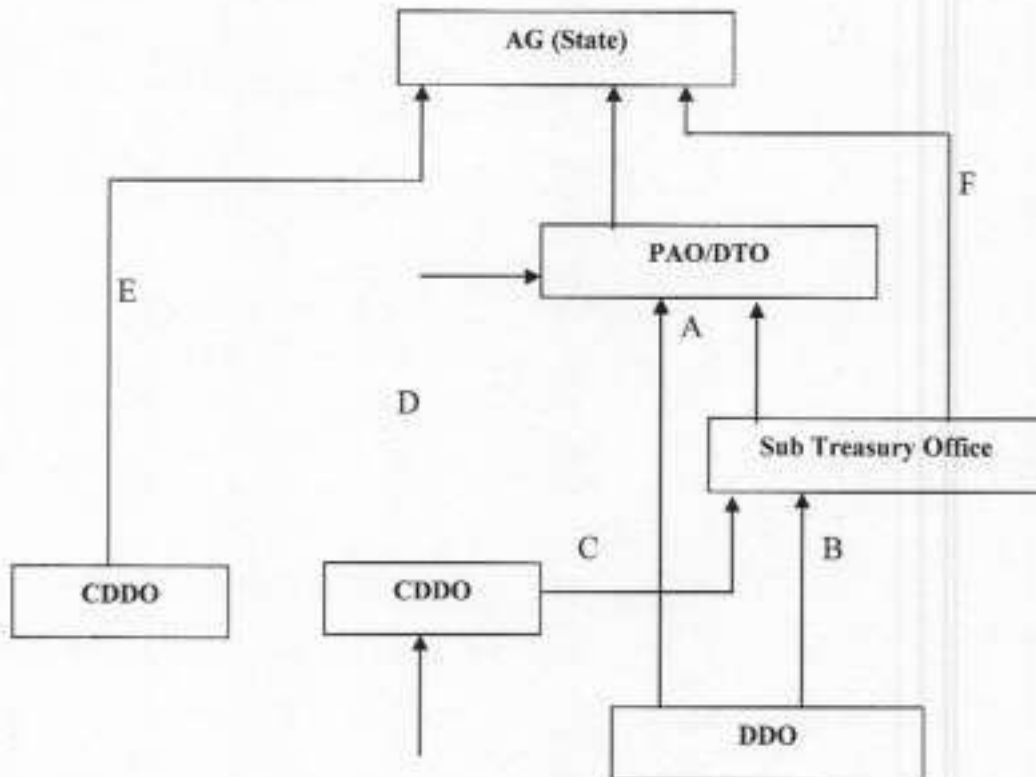 AG (State)
F
PAO/DTO
E
A
D
Sub Treasury Office
C
B
CDDO
CDDO
DDO